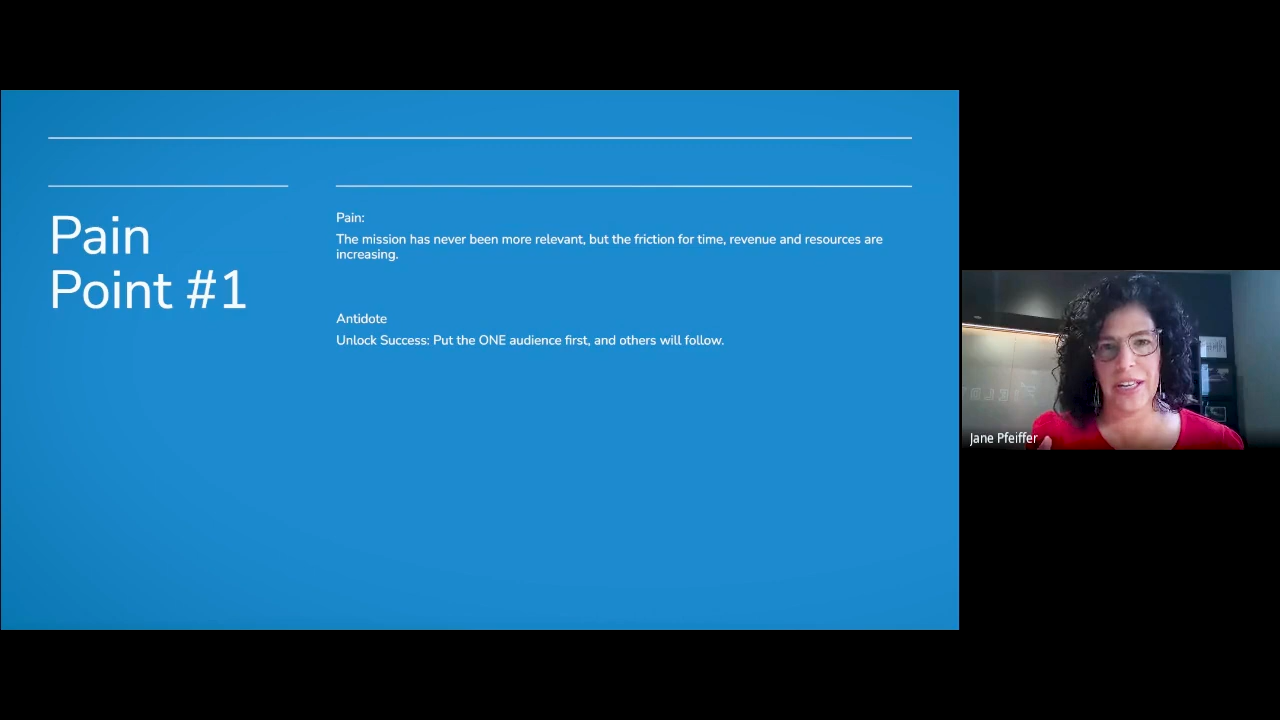 Pain
Point #1
Pain:
The mission has never been more relevant, but the friction for time, revenue and resources are
increasing.
Antidote
Unlock Success: Put the ONE audience first, and others will follow.
Jane Pfeiffer